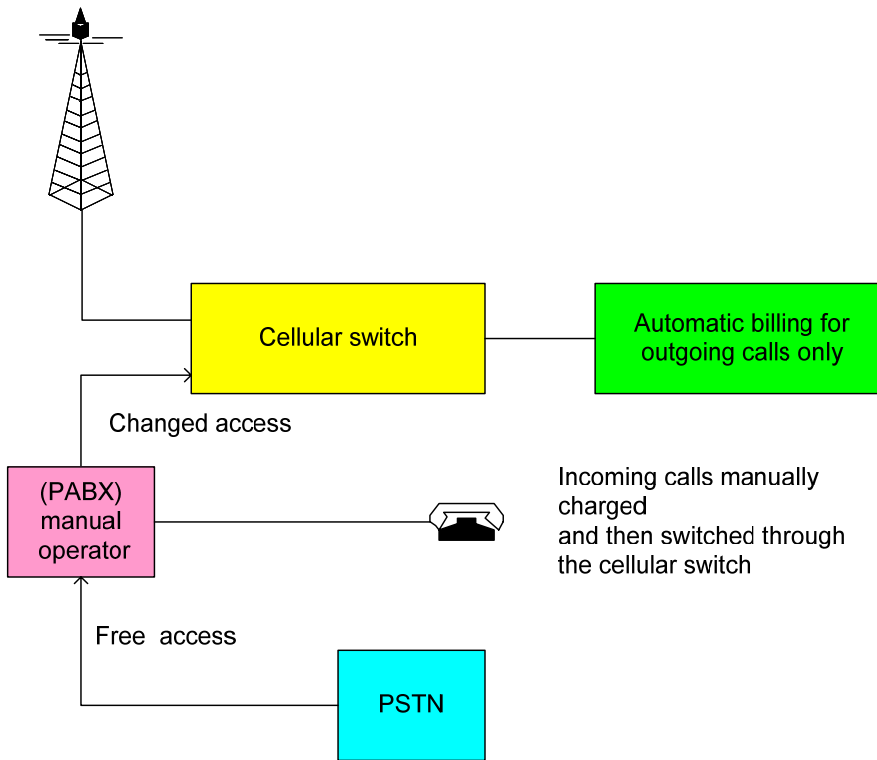 Cellular switch
Automatic billing for
outgoing calls only
Changed access
(PABX)
manual
operator
Incoming calls manually
charged
and then switched through
the cellular switch
Free access
PSTN